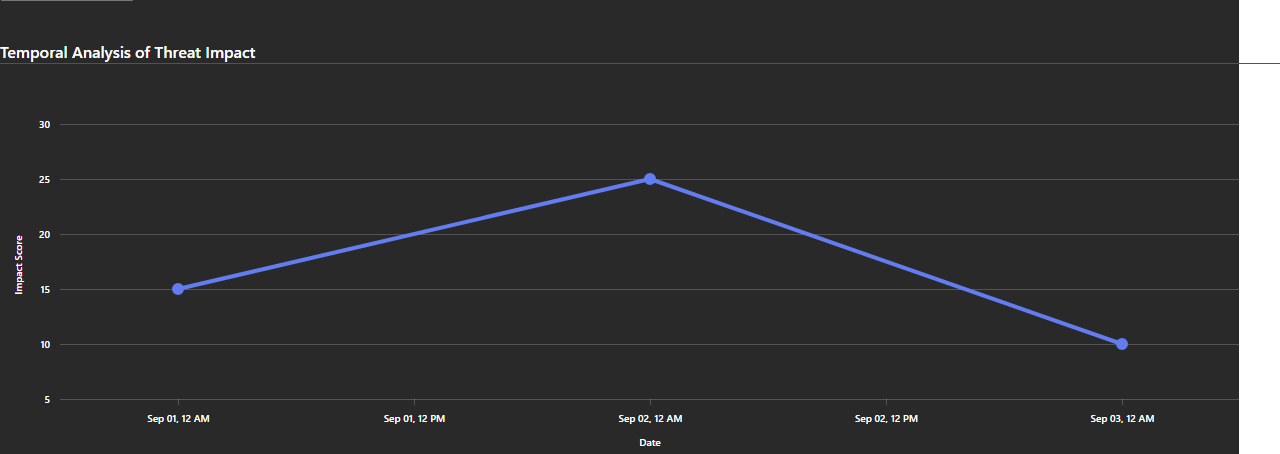 Temporal Analysis of Threat Impact
30
25
20
15
10
5
Impact Score
Sep 01, 12 AM
Sep 01, 12 PM
Sep 02, 12 AM
Sep 02, 12 PM
Sep 03, 12 AM
Date